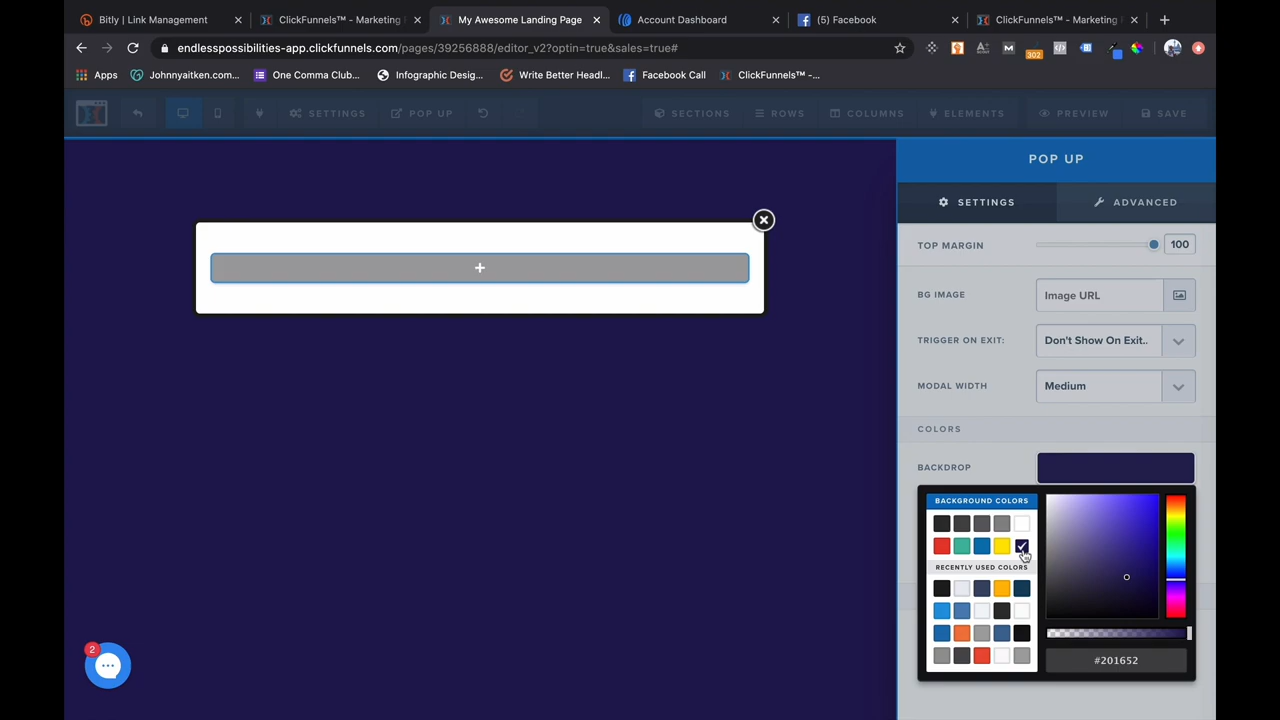 Bitly | Link Management
ClickFunnels™ - Marketing
My Awesome Landing Page
Account Dashboard
(5) Facebook
ClickFunnels™ - Marketing
endlesspossibilities-app.clickfunnels.com/pages/39256888/editor_v2?optin=true&sales=true#
302
Apps
Johnnyaitken.com...
One Comma Club...
Infographic Desig...
Write Better Headl...
Facebook Call
ClickFunnels™ -...
SETTINGS
POP UP
SECTIONS
ROWS
COLUMNS
ELEMENTS
PREVIEW
SAVE
POP UP
SETTINGS
ADVANCED
TOP MARGIN
100
BG IMAGE
Image URL
TRIGGER ON EXIT:
Don't Show On Exit..
MODAL WIDTH
Medium
COLORS
BACKDROP
BACKGROUND COLORS
RECENTLY USED COLORS
#201652
2